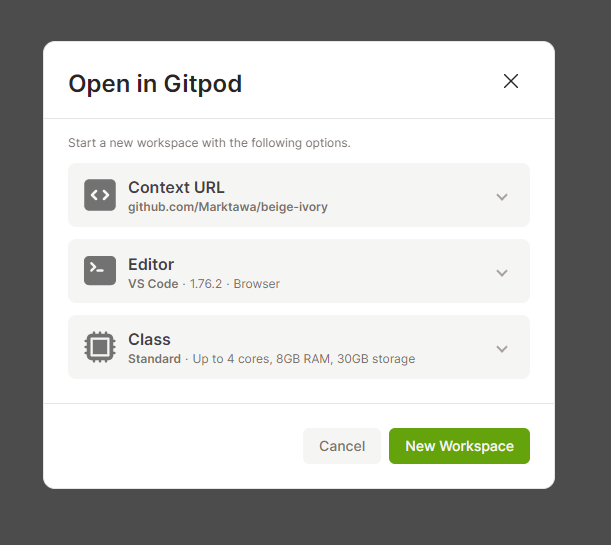 Open in Gitpod
Start a new workspace with the following options.
Context URL
github.com/Marktawa/beige-ivory
Editor
VS Code · 1.76.2 · Browser
Class
Standard · Up to 4 cores, 8GB RAM, 30GB storage
Cancel
New Workspace